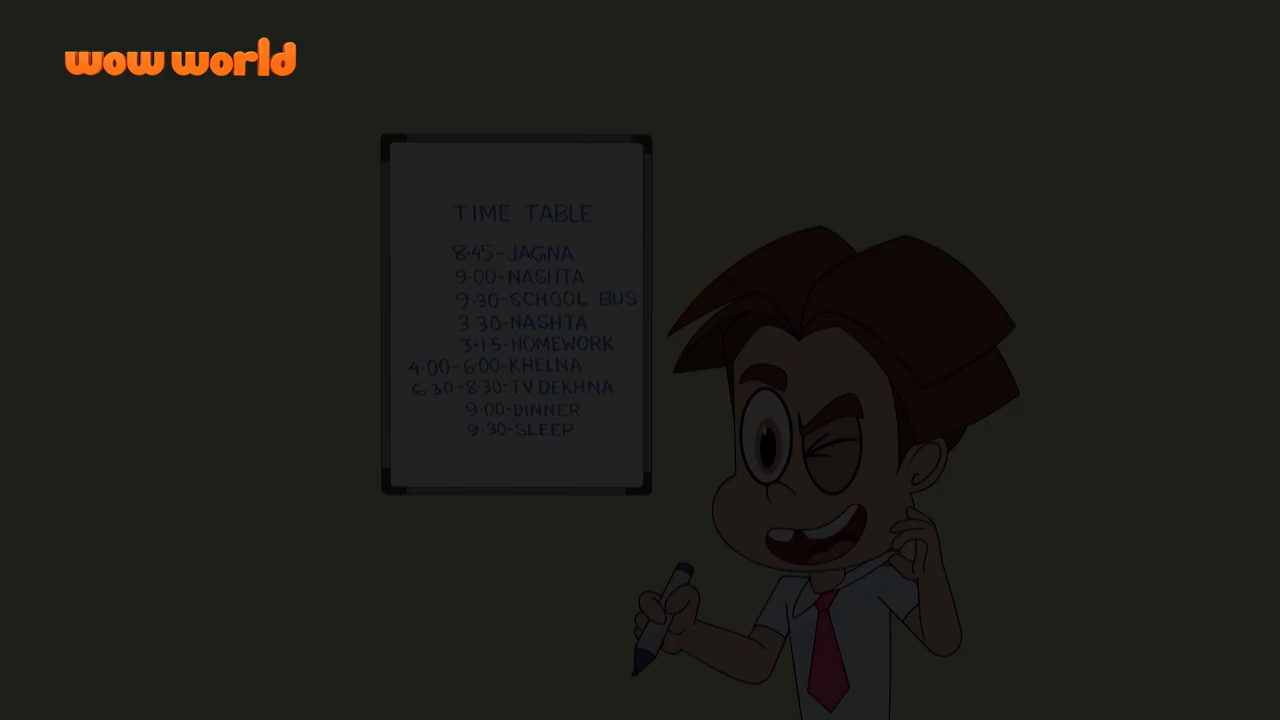 wow world
TIME TABLE
8.45-JAGNA
9.00-NASHTA
9.30-SCHOOL BUS
3.30-NASHTA
3.15-HOMEWORK
4.00-6.00-KHELNA
6.30-8.30-TV.DEKHNA
9.00-DINNER
9.30-SLEEP